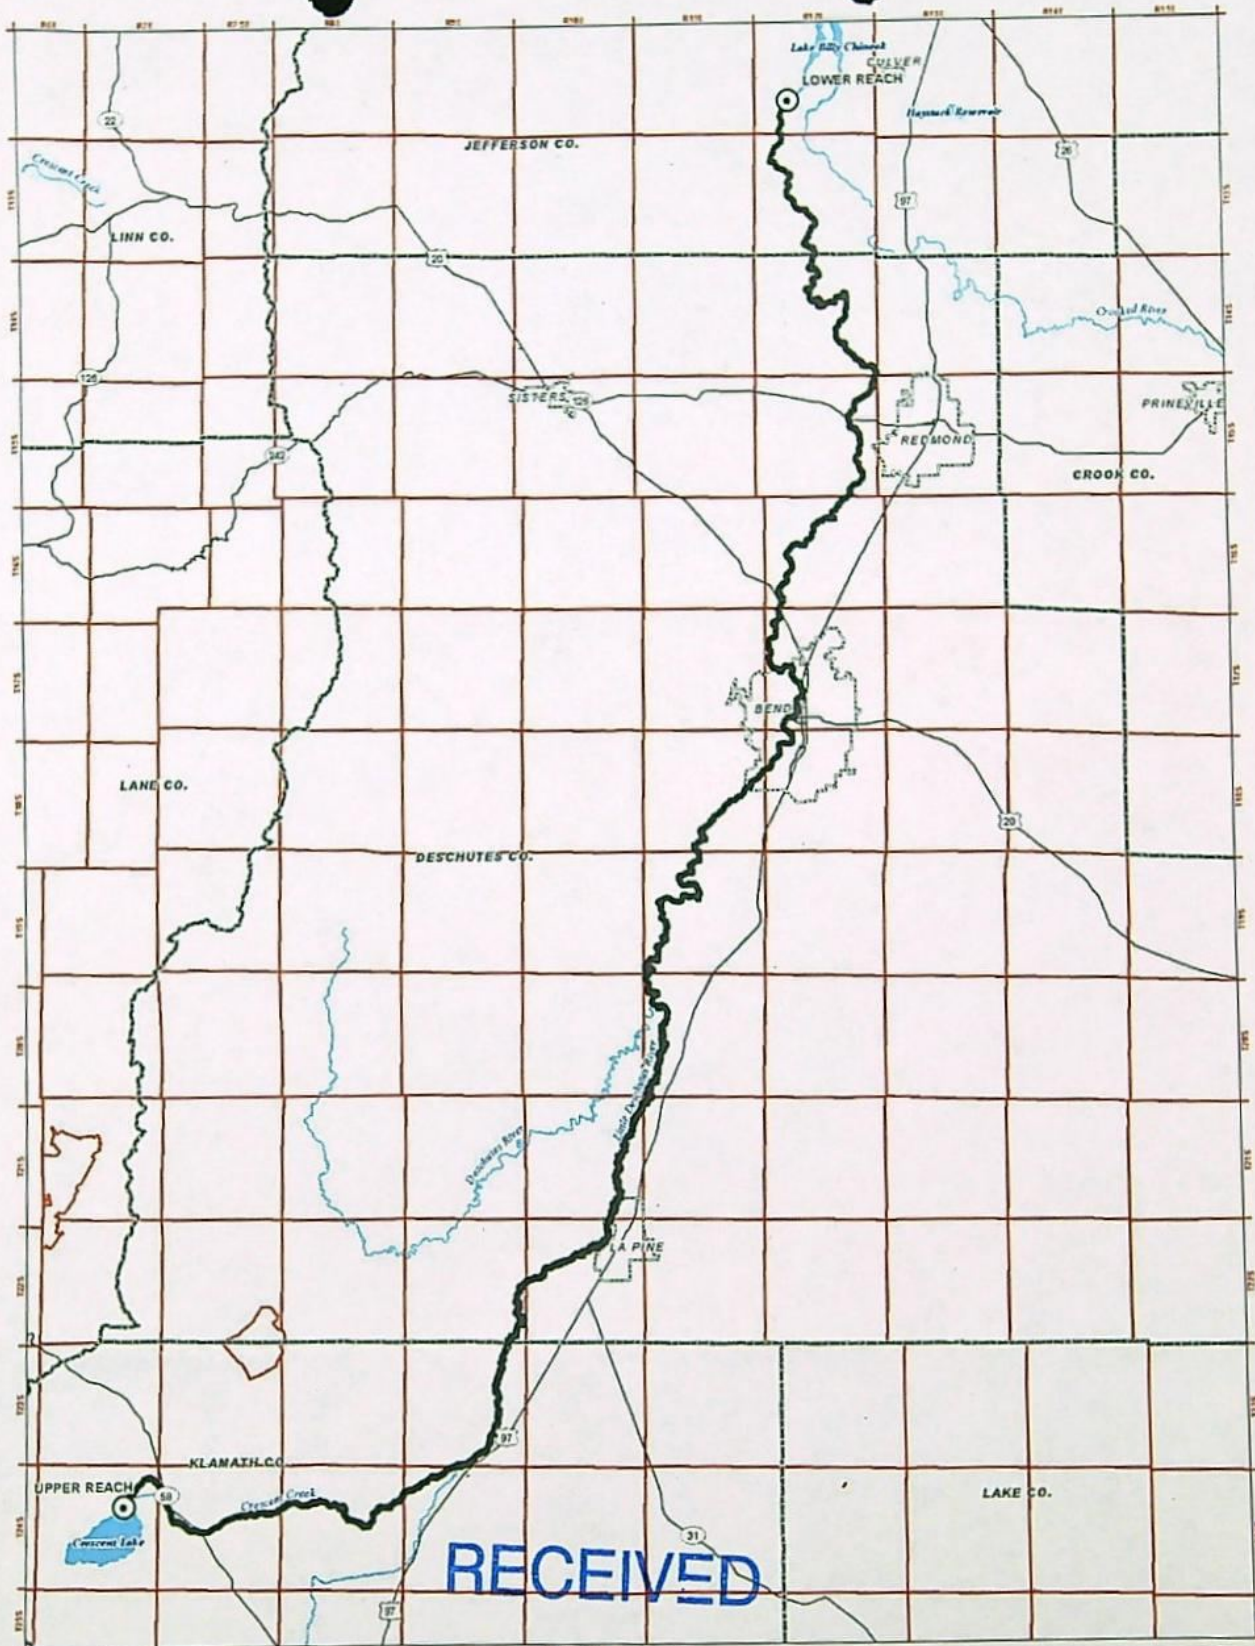 Lake Billy Chinook
CULVER
LOWER REACH
Haystack Reservoir
22
JEFFERSON CO.
26
Crescent Creek
97
LINN CO.
20
Crooked River
126
SISTERS
126
PRINEVILLE
REDMOND
242
CROOK CO.
BEND
LANE CO.
20
DESCHUTES CO.
Little Deschutes River
Deschutes River
LA PINE
97
KLAMATH CO
UPPER REACH
58
Crescent Creek
LAKE CO.
Crescent Lake
31
RECEIVED
97